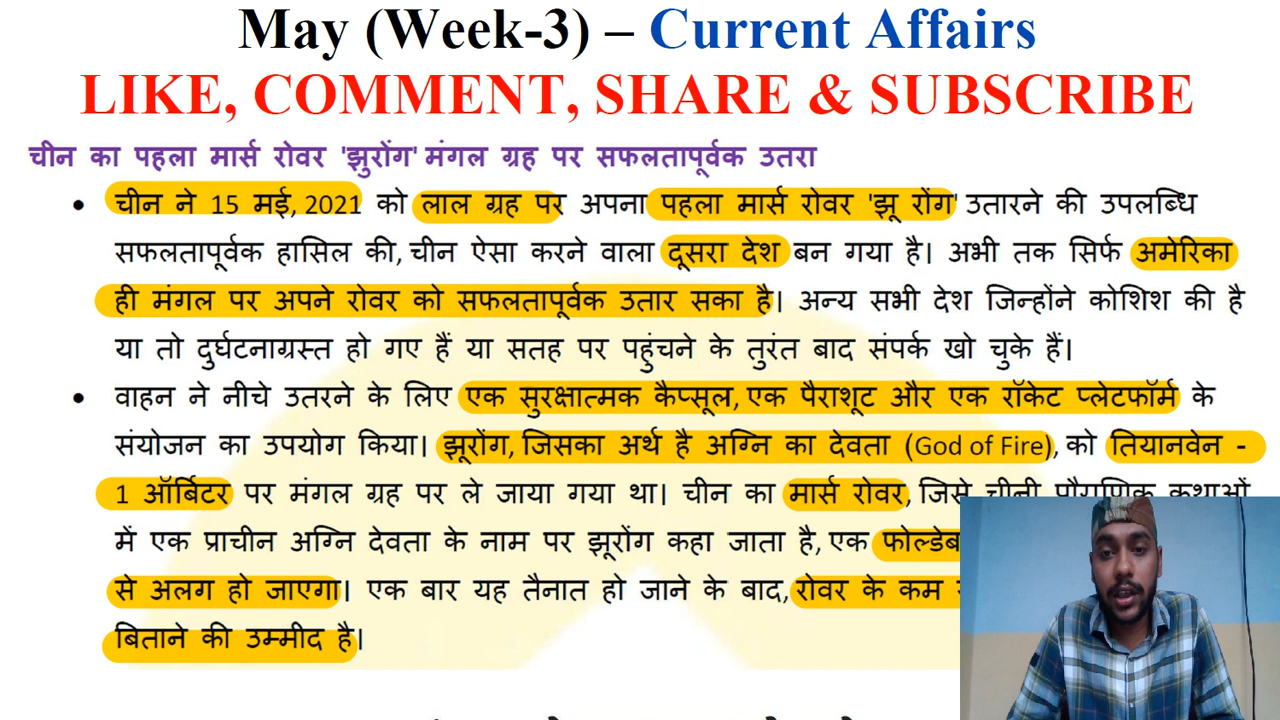 May (Week-3) – Current Affairs
LIKE, COMMENT, SHARE & SUBSCRIBE
चीन का पहला मार्स रोवर 'झुरोंग' मंगल ग्रह पर सफलतापूर्वक उतरा
• चीन ने 15 मई, 2021 को लाल ग्रह पर अपना पहला मार्स रोवर 'झू रोंग' उतारने की उपलब्धि
सफलतापूर्वक हासिल की, चीन ऐसा करने वाला दूसरा देश बन गया है। अभी तक सिर्फ अमेरिका
ही मंगल पर अपने रोवर को सफलतापूर्वक उतार सका है। अन्य सभी देश जिन्होंने कोशिश की है
या तो दुर्घटनाग्रस्त हो गए हैं या सतह पर पहुंचने के तुरंत बाद संपर्क खो चुके हैं।
• वाहन ने नीचे उतरने के लिए एक सुरक्षात्मक कैप्सूल, एक पैराशूट और एक रॉकेट प्लेटफॉर्म के
संयोजन का उपयोग किया। झूरोंग, जिसका अर्थ है अग्नि का देवता (God of Fire), को तियानवेन -
1 ऑर्बिटर पर मंगल ग्रह पर ले जाया गया था। चीन का मार्स रोवर, जिसे चीनी पौराणिक कथाओं
में एक प्राचीन अग्नि देवता के नाम पर झूरोंग कहा जाता है, एक
से अलग हो जाएगा। एक बार यह तैनात हो जाने के बाद, रोवर के कम
बिताने की उम्मीद है।